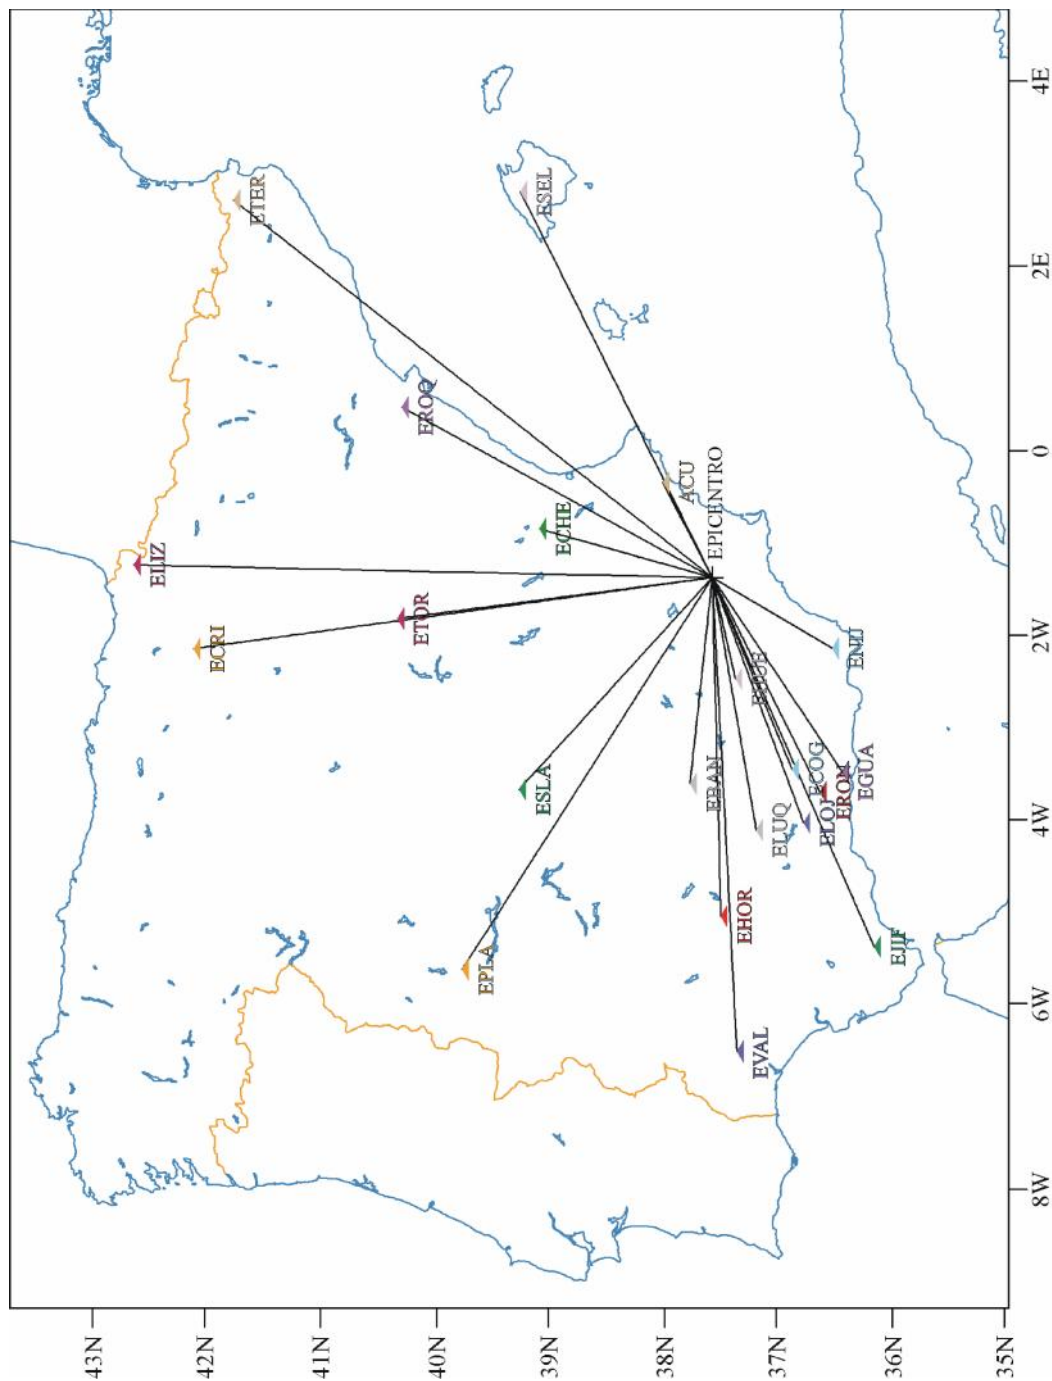 4E
2E
0
2W
4W
6W
8W
43N
42N
41N
40N
39N
38N
37N
36N
35N
ETER
ESEL
EROQ
ACU
ECHE
EPICENTRO
ELIZ
ETOR
ECRI
ENIJ
EHUE
ESLA
EBAN
ECOG
EGUA
EROM
ELOJ
ELUQ
EHOR
EPLA
EJIF
EVAL